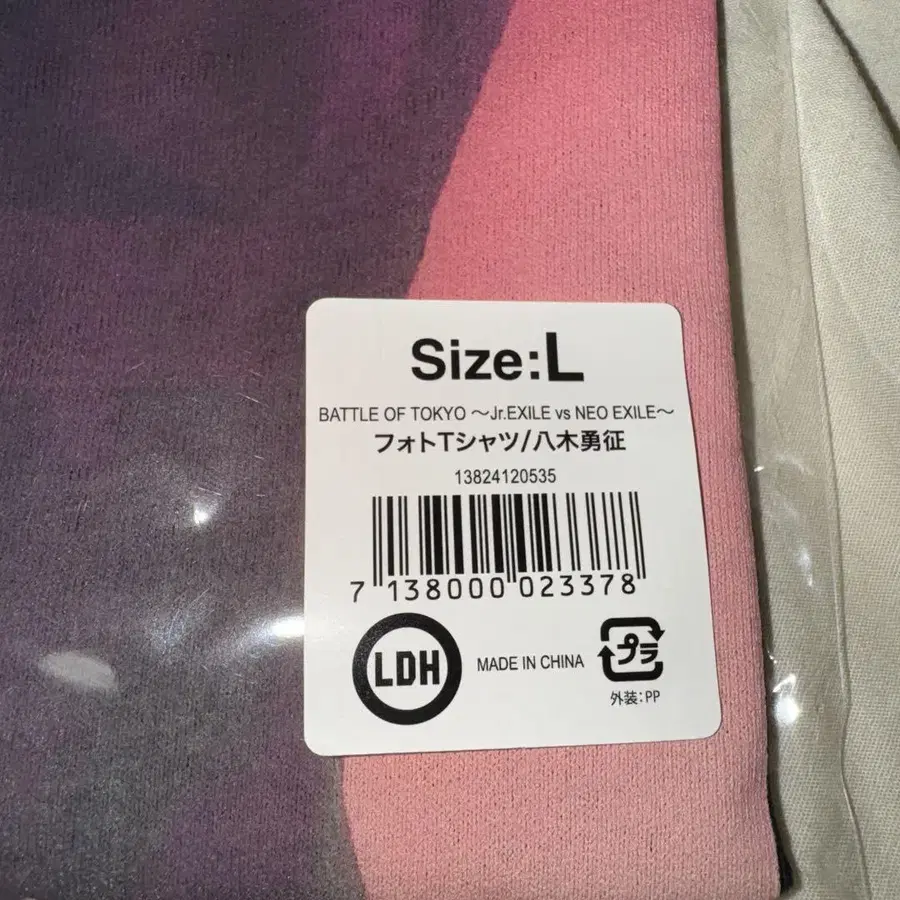 Size:L
BATTLE OF TOKYO 〜Jr.EXILE vs NEO EXILE〜
フォトTシャツ/八木勇征
13824120535
7 138000 023378
LDH
MADE IN CHINA
プラ
外装:PP